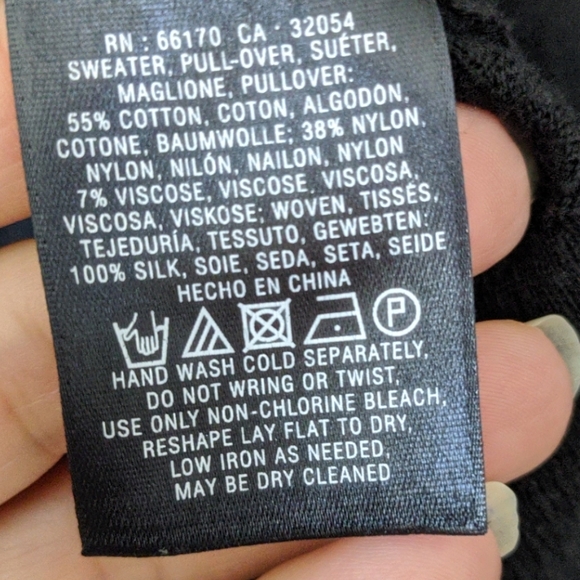 RN : 66170 CA - 32054
SWEATER, PULL-OVER, SUÉTER,
MAGLIONE, PULLOVER:
55% COTTON, COTON, ALGODÓN,
COTONE, BAUMWOLLE; 38% NYLON,
NYLON, NILÓN, NAILON, NYLON
7% VISCOSE, VISCOSE, VISCOSA,
VISCOSA, VISKOSE; WOVEN, TISSÉS,
TEJEDURÍA, TESSUTO, GEWEBTEN:
100% SILK, SOIE, SEDA, SETA, SEIDE
HECHO EN CHINA
P
HAND WASH COLD SEPARATELY,
DO NOT WRING OR TWIST,
USE ONLY NON-CHLORINE BLEACH,
RESHAPE LAY FLAT TO DRY,
LOW IRON AS NEEDED,
MAY BE DRY CLEANED